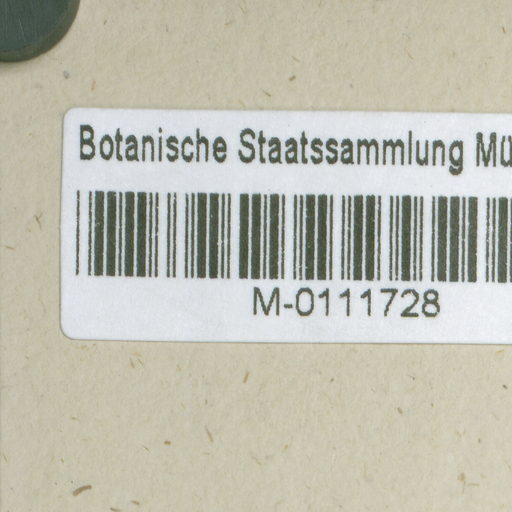 Botanische Staatssammlung Mü
M-0111728